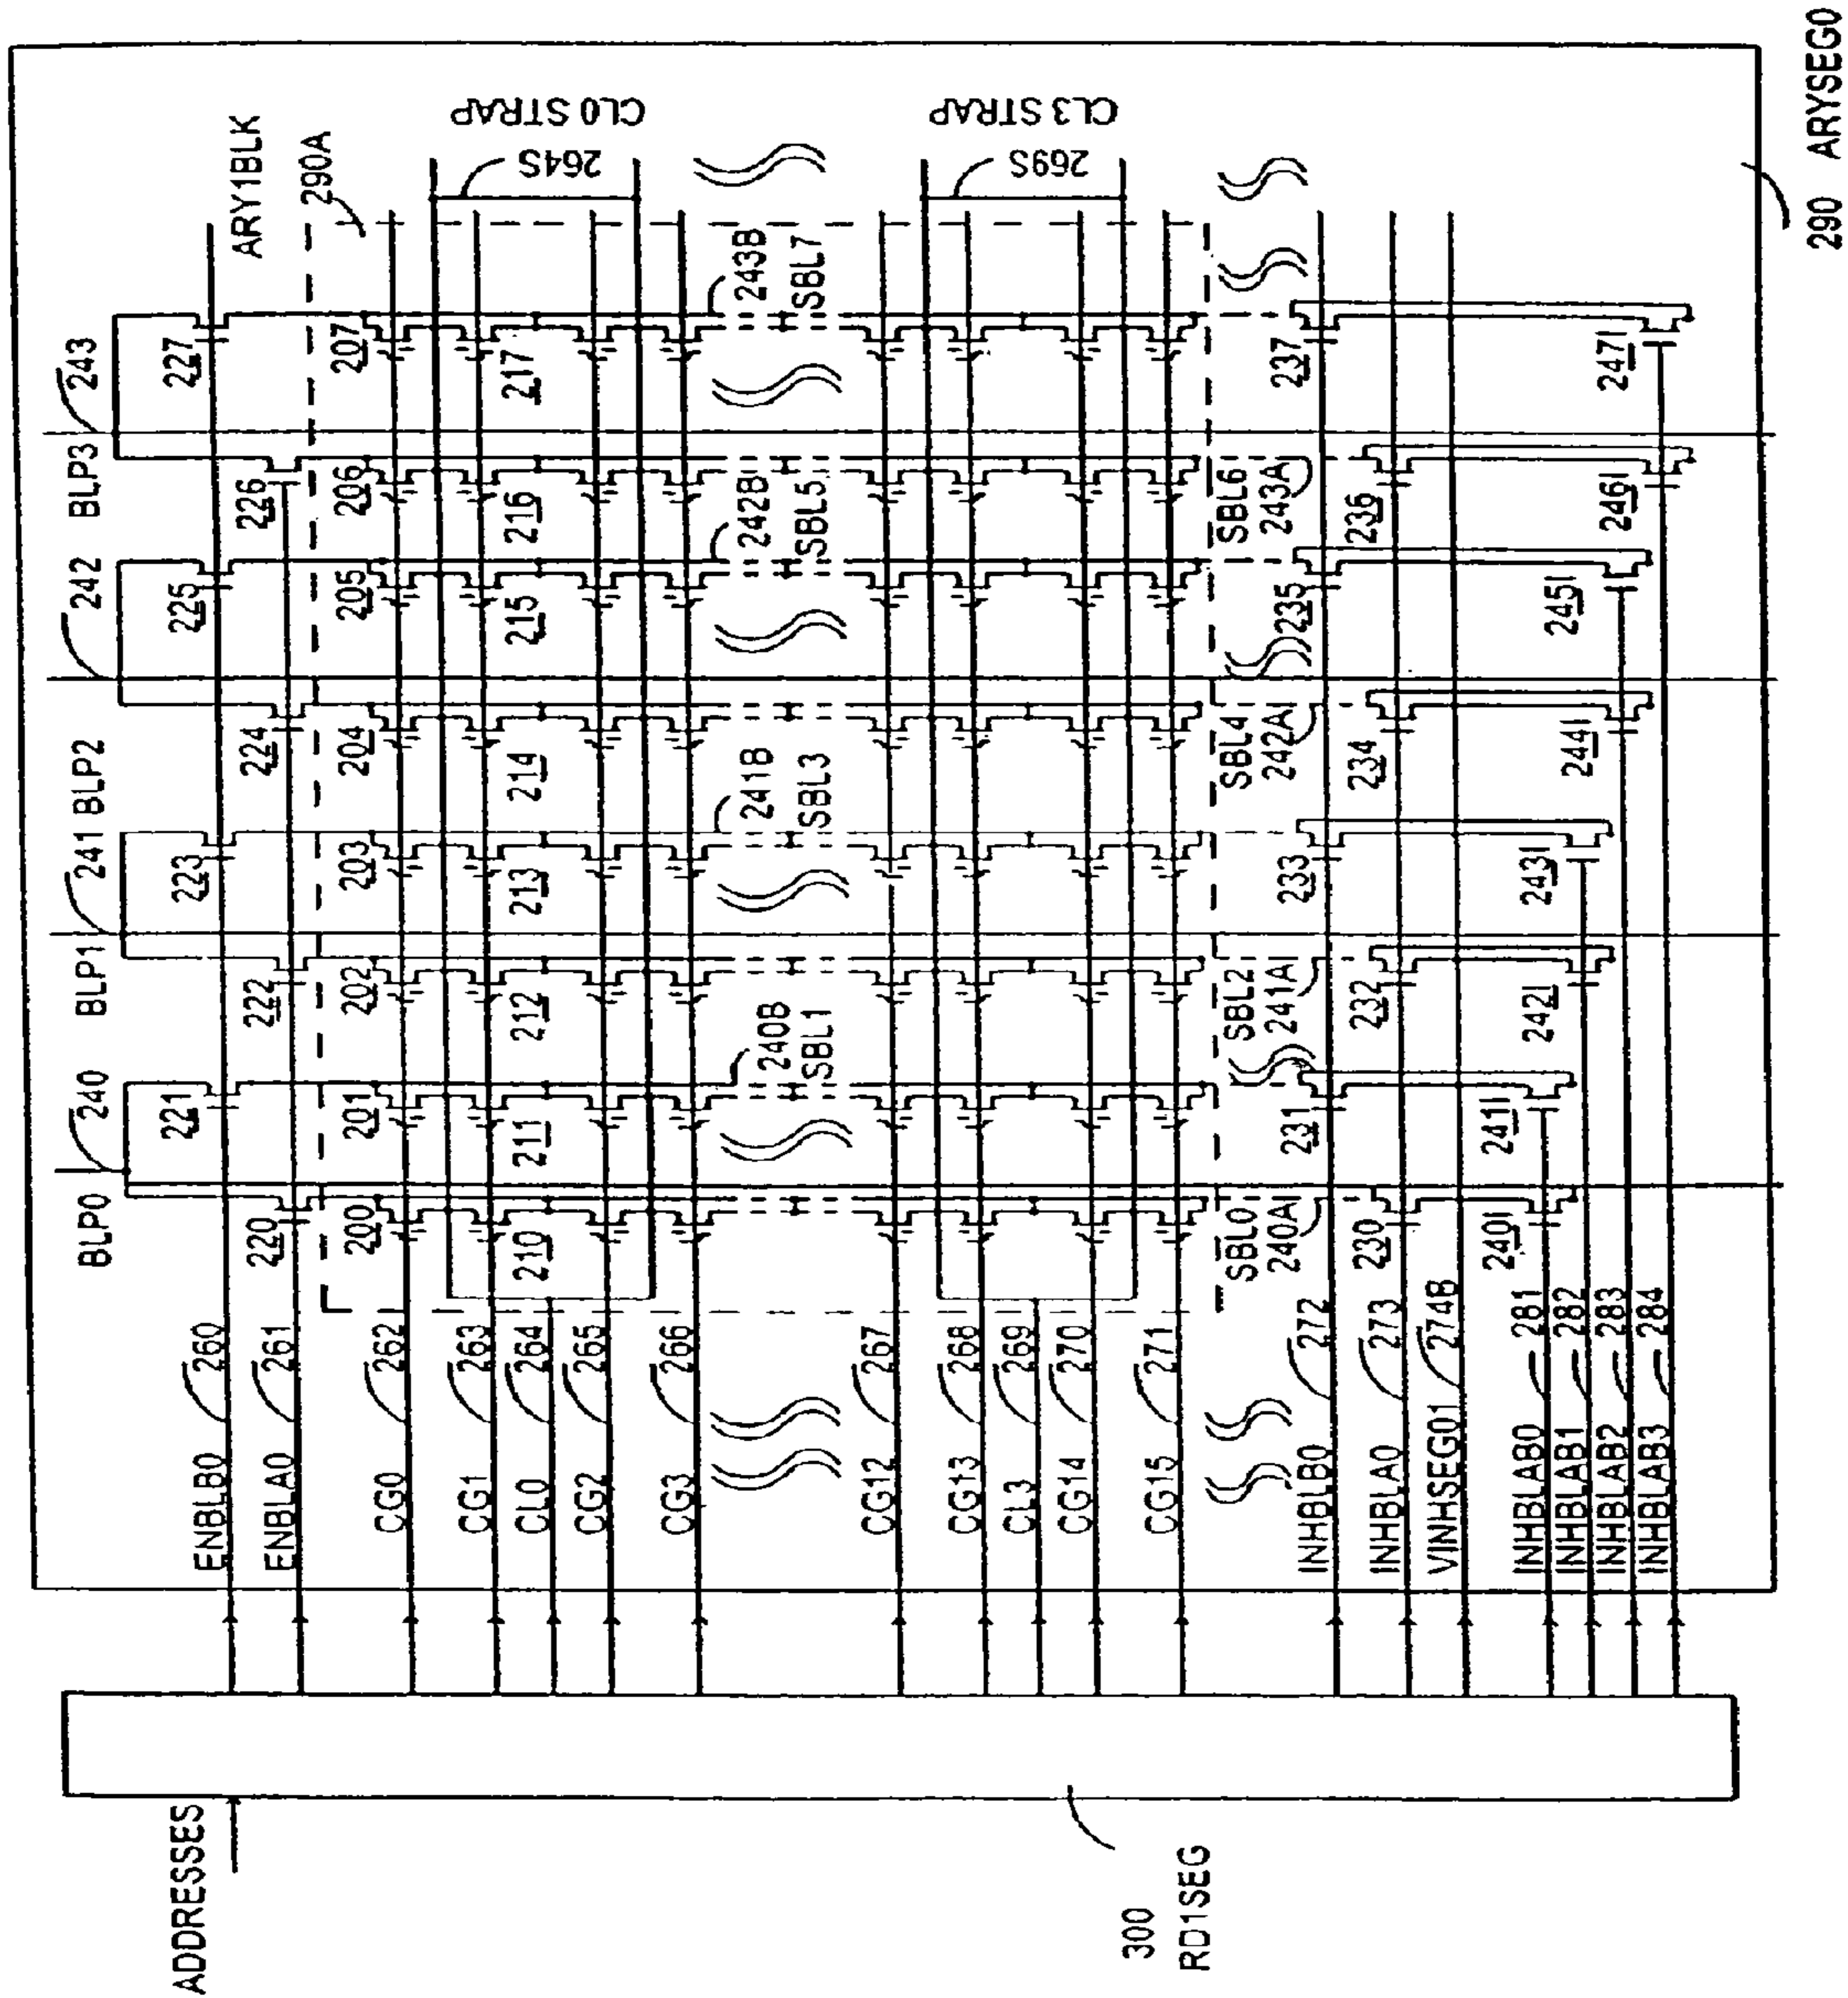 BLP0 240 BLP1 241 BLP2 242 BLP3 243
221 223 225 227
220 222 224 226
ARY1BLK
290A
ADDRESSES
ENBLB0 260
ENBLA0 261
CG0 262
CG1 263
CL0 264
CG2 265
CG3 266
CG12 267
CG13 268
CL3 269
CG14 270
CG15 271
INHBLB0 272
INHBLA0 273
VINHSEG01 274B
INHBLAB0 281
INHBLAB1 282
INHBLAB2 283
INHBLAB3 284
200 201 202 203 204 205 206 207
210 211 212 213 214 215 216 217
264S
CL0 STRAP
240B 241B 242B 243B
SBL1 SBL3 SBL5 SBL7
269S
CL3 STRAP
SBL0 SBL2 SBL4 SBL6
240A 241A 242A 243A
231 233 235 237
230 232 234 236
240I 241I 242I 243I 244I 245I 246I 247I
300
RD1SEG
290 ARYSEG0